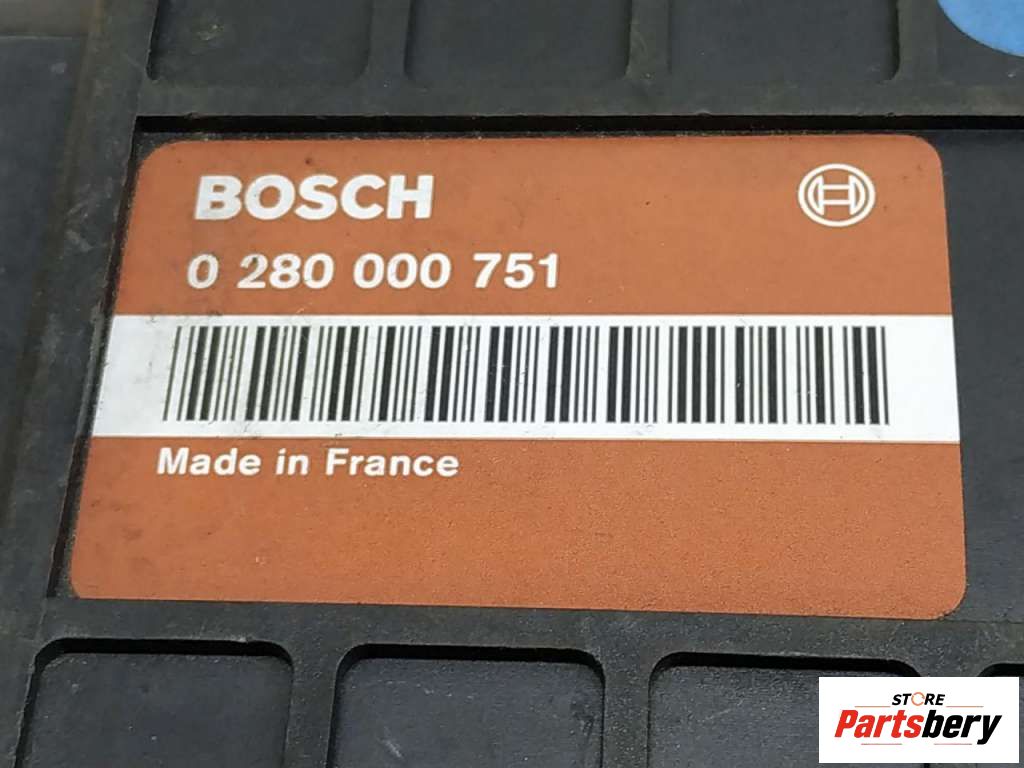 BOSCH
0 280 000 751
Made in France
STORE
Partsbery